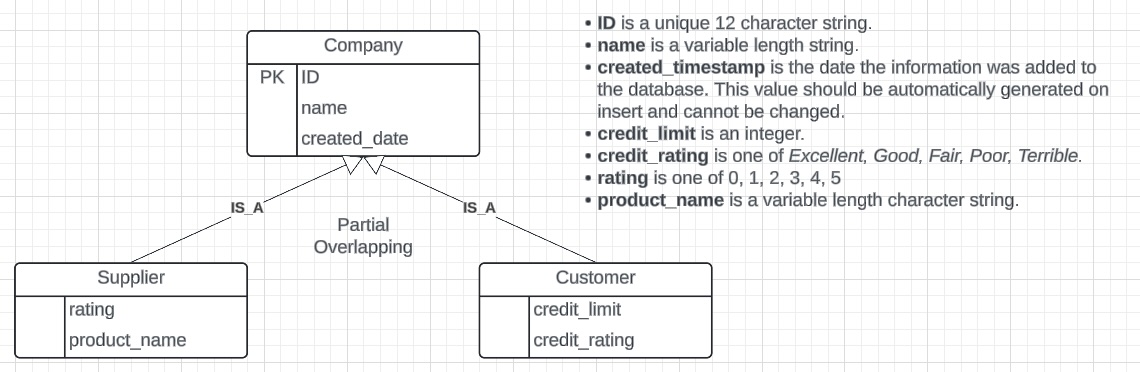 Company
PK ID
name
created_date
IS_A
IS_A
Partial
Overlapping
Supplier
rating
product_name
Customer
credit_limit
credit_rating
• ID is a unique 12 character string.
• name is a variable length string.
• created_timestamp is the date the information was added to
the database. This value should be automatically generated on
insert and cannot be changed.
• credit_limit is an integer.
• credit_rating is one of Excellent, Good, Fair, Poor, Terrible.
• rating is one of 0, 1, 2, 3, 4, 5
• product_name is a variable length character string.